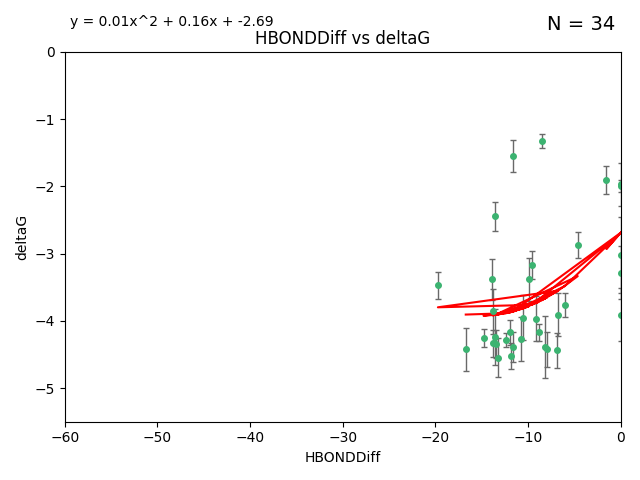 y = 0.01x^2 + 0.16x + -2.69
N = 34
HBONDDiff vs deltaG
0
−1
−2
−3
−4
−5
deltaG
−60 −50 −40 −30 −20 −10 0
HBONDDiff